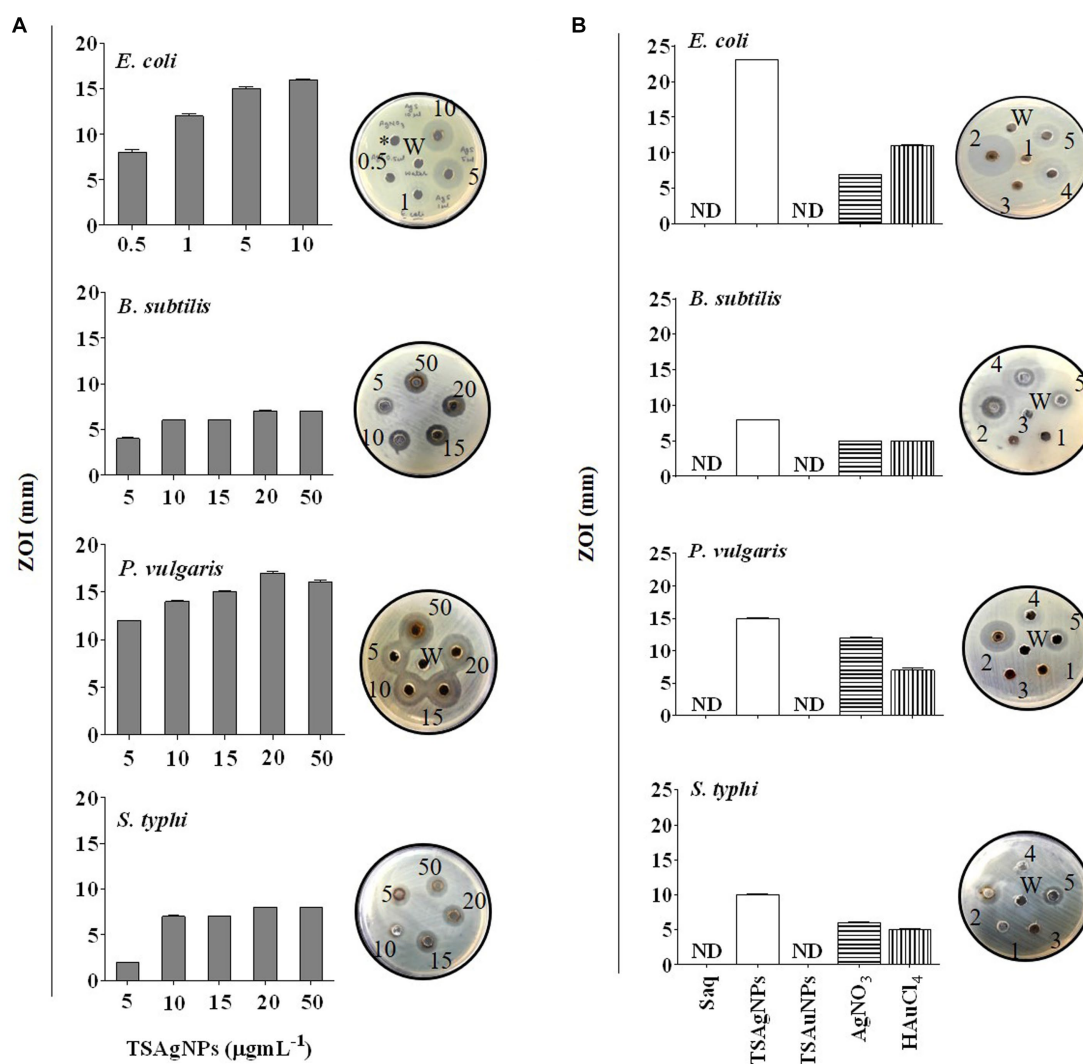 A
ZOI (mm)
E. coli
20
15
10
5
0
0.5 1 5 10
10
*
W
0.5
5
1
B. subtilis
20
15
10
5
0
5 10 15 20 50
50
5
20
10
15
P. vulgaris
20
15
10
5
0
5 10 15 20 50
50
5
W
20
10
15
S. typhi
20
15
10
5
0
5 10 15 20 50
50
5
20
10
15
TSAgNPs (µgmL⁻¹)
B
ZOI (mm)
E. coli
25
20
15
10
5
0
ND ND
W
2
5
1
3
4
B. subtilis
25
20
15
10
5
0
ND ND
4
5
W
2
3
1
P. vulgaris
25
20
15
10
5
0
ND ND
4
5
W
2
3
1
S. typhi
25
20
15
10
5
0
ND ND
4
W
5
2
1
3
Saq
TSAgNPs
TSAuNPs
AgNO₃
HAuCl₄